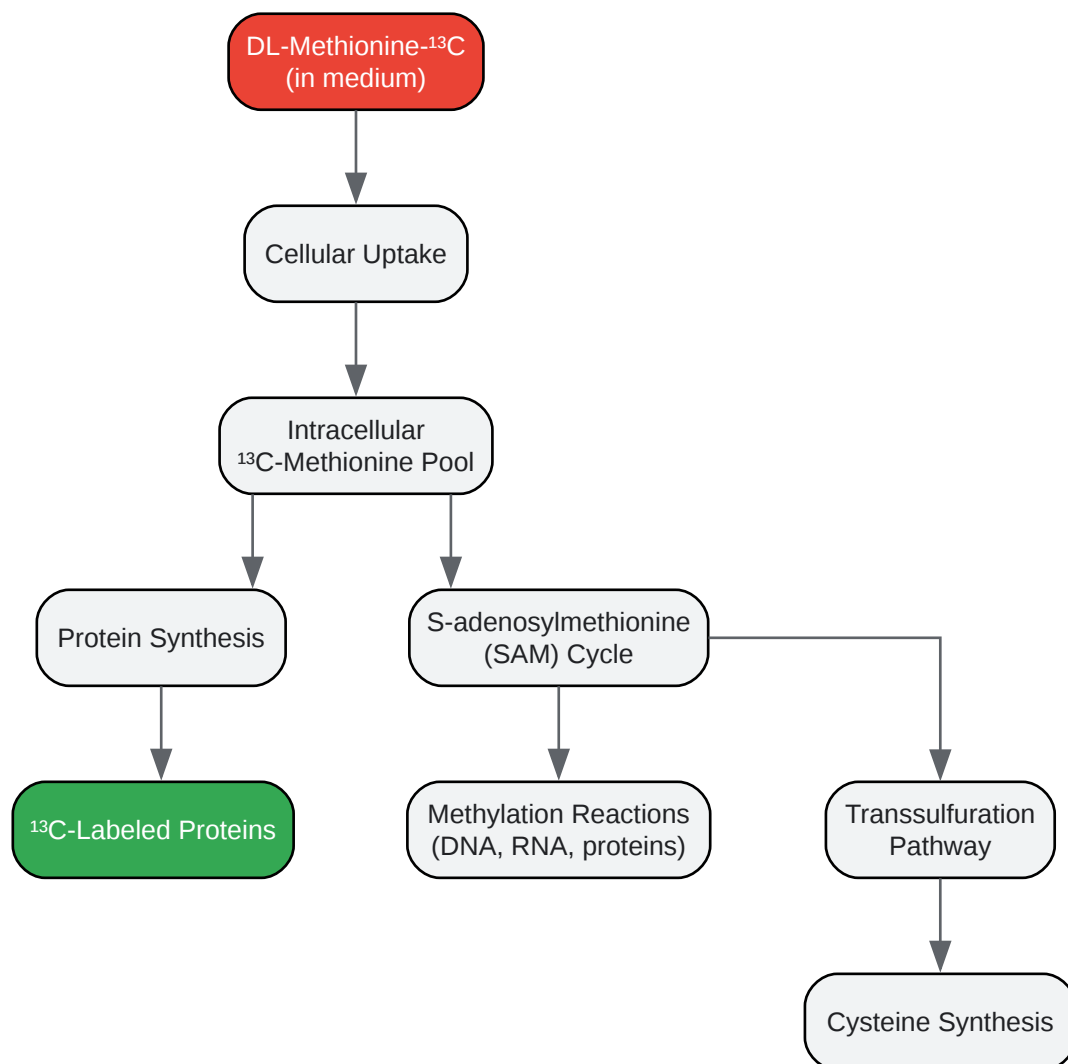 DL-Methionine-¹³C
(in medium)
Cellular Uptake
Intracellular
¹³C-Methionine Pool
Protein Synthesis
S-adenosylmethionine
(SAM) Cycle
¹³C-Labeled Proteins
Methylation Reactions
(DNA, RNA, proteins)
Transsulfuration
Pathway
Cysteine Synthesis